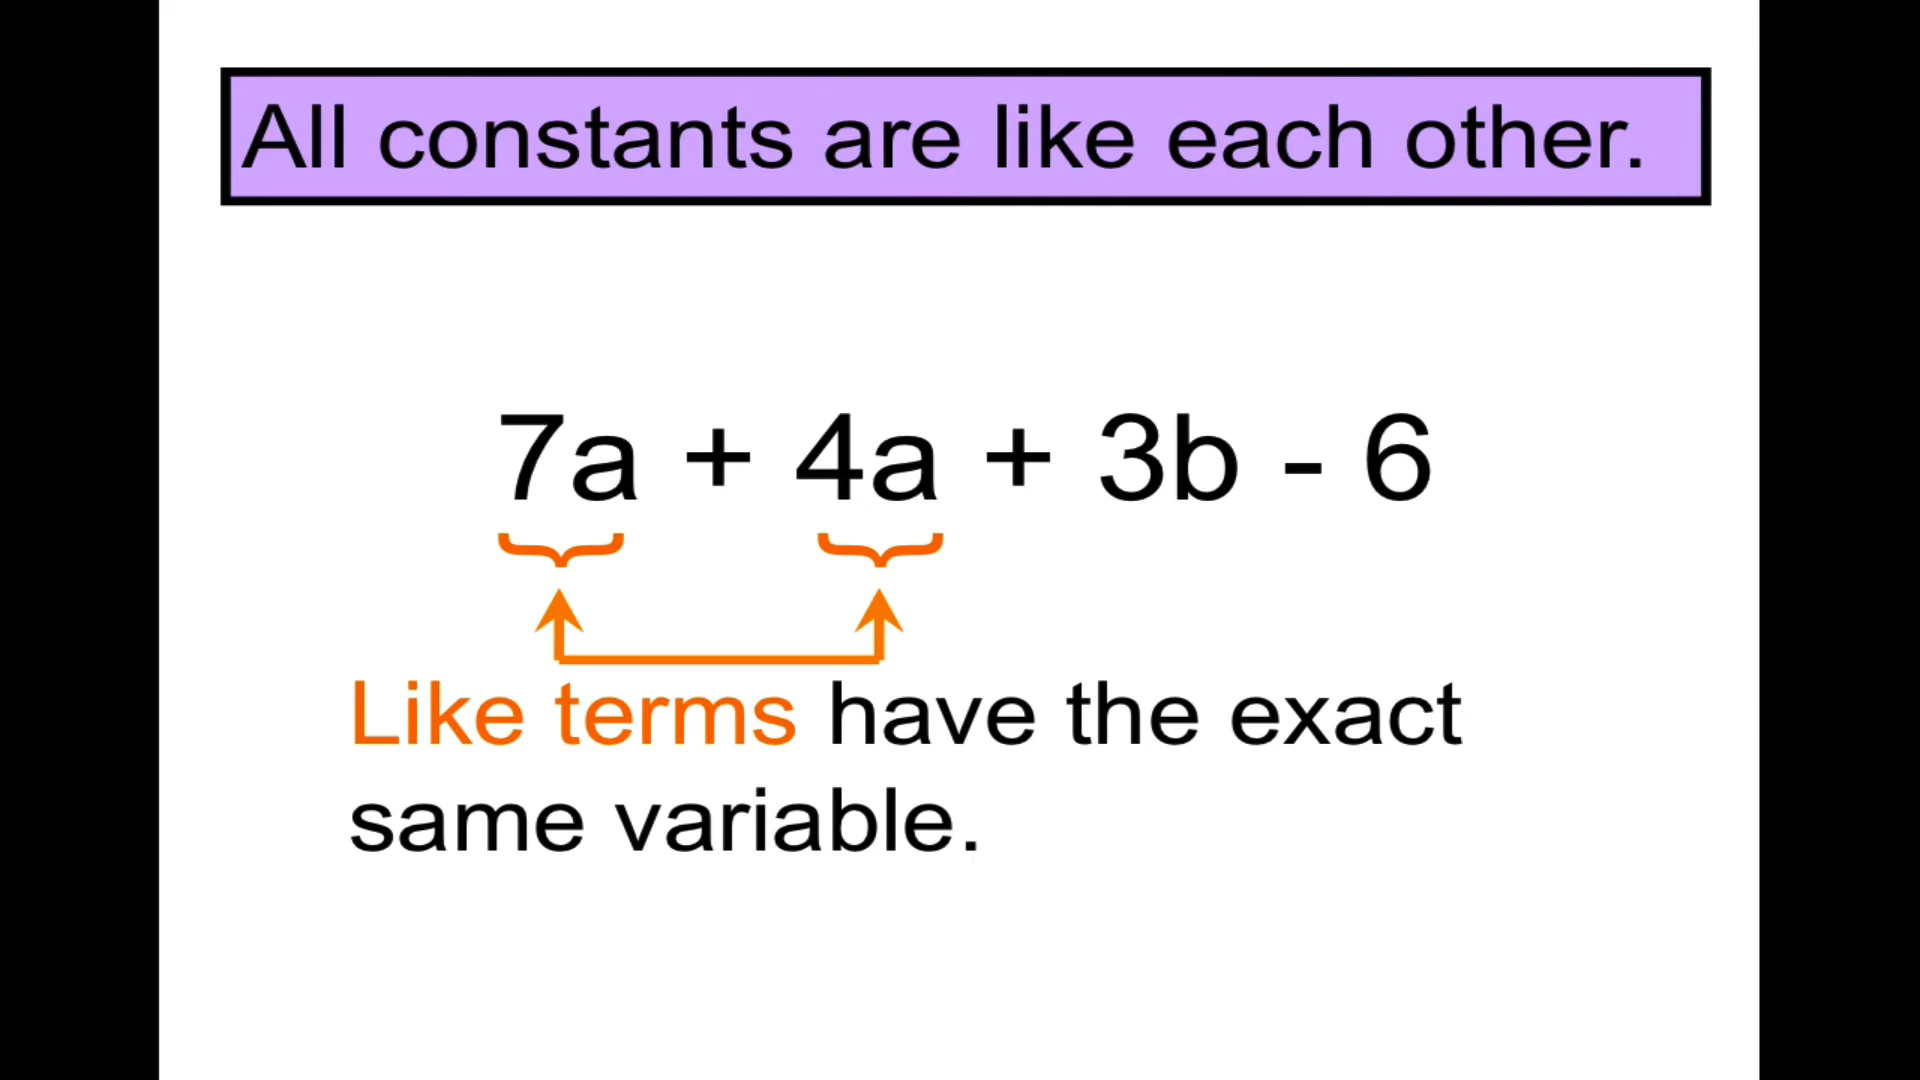 All constants are like each other.
7a + 4a + 3b - 6
Like terms have the exact
same variable.